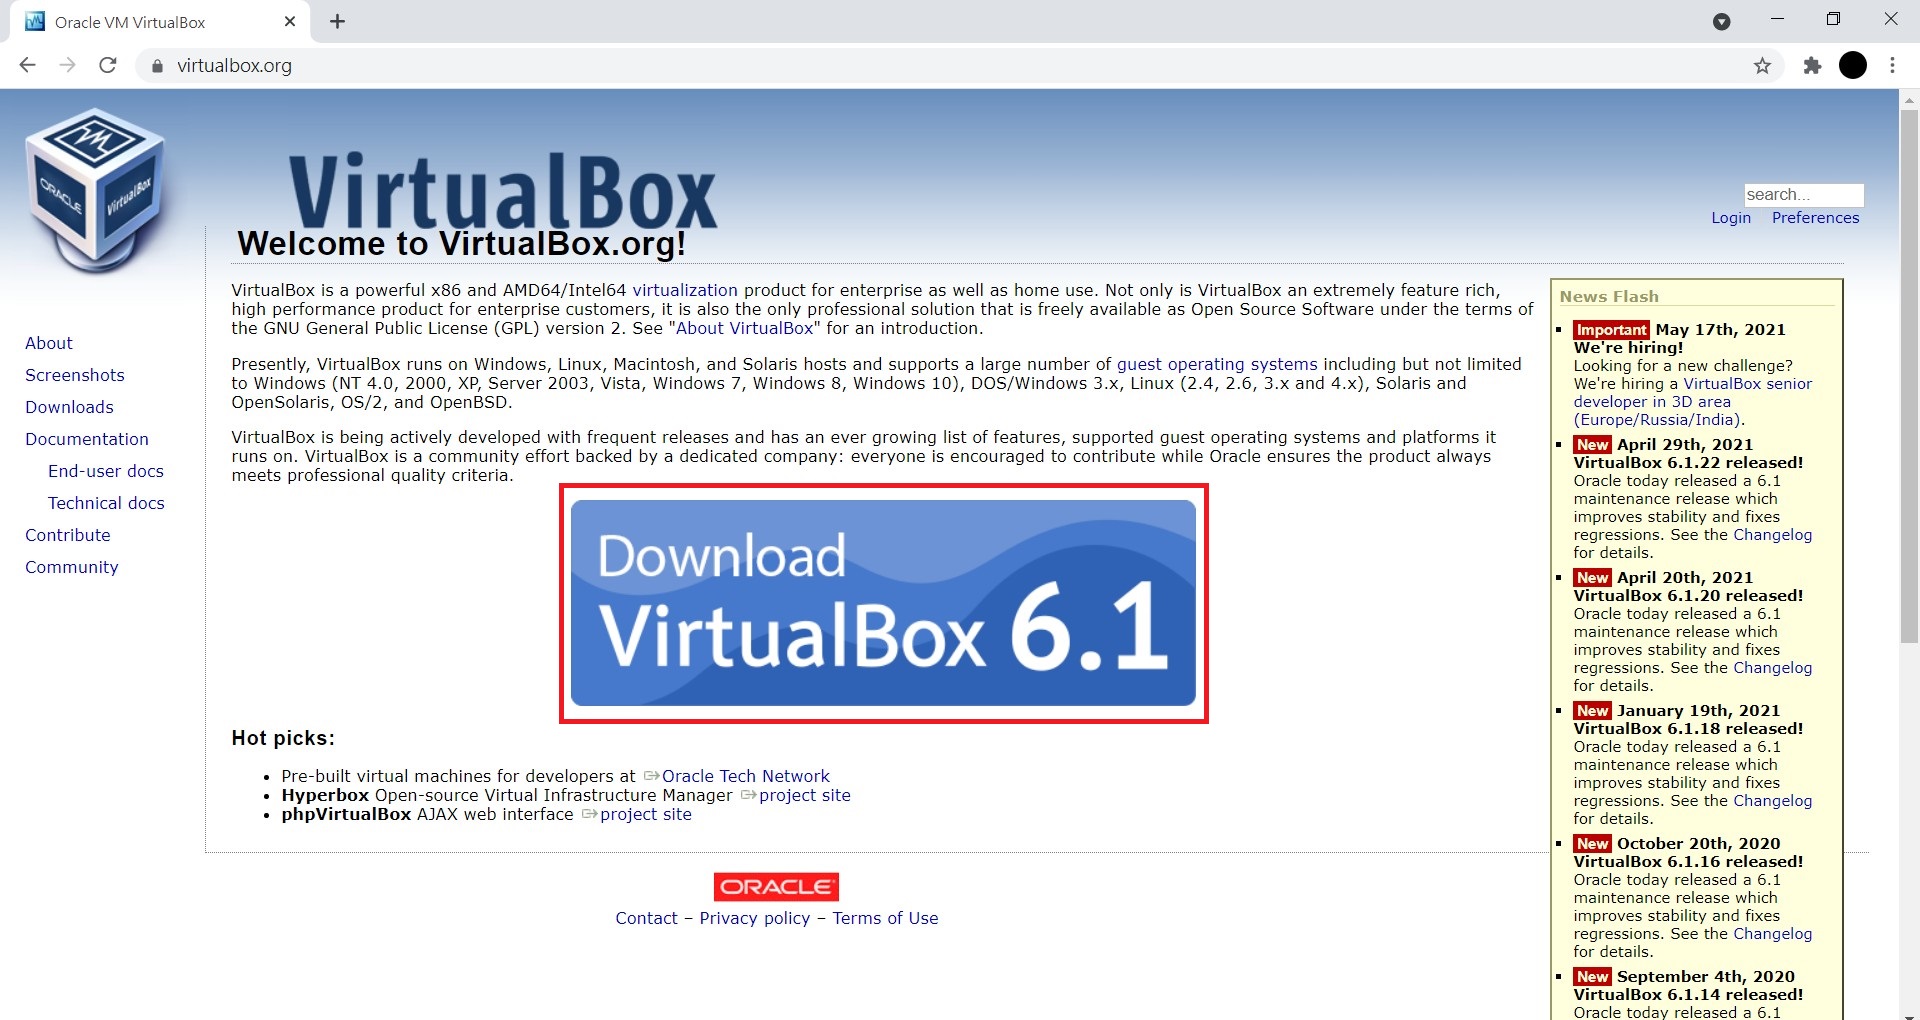 Oracle VM VirtualBox
virtualbox.org
ORACLE
VirtualBox
VirtualBox
search...
Login Preferences
Welcome to VirtualBox.org!
About
Screenshots
Downloads
Documentation
End-user docs
Technical docs
Contribute
Community
VirtualBox is a powerful x86 and AMD64/Intel64 virtualization product for enterprise as well as home use. Not only is VirtualBox an extremely feature rich,
high performance product for enterprise customers, it is also the only professional solution that is freely available as Open Source Software under the terms of
the GNU General Public License (GPL) version 2. See "About VirtualBox" for an introduction.
Presently, VirtualBox runs on Windows, Linux, Macintosh, and Solaris hosts and supports a large number of guest operating systems including but not limited
to Windows (NT 4.0, 2000, XP, Server 2003, Vista, Windows 7, Windows 8, Windows 10), DOS/Windows 3.x, Linux (2.4, 2.6, 3.x and 4.x), Solaris and
OpenSolaris, OS/2, and OpenBSD.
VirtualBox is being actively developed with frequent releases and has an ever growing list of features, supported guest operating systems and platforms it
runs on. VirtualBox is a community effort backed by a dedicated company: everyone is encouraged to contribute while Oracle ensures the product always
meets professional quality criteria.
Download
VirtualBox 6.1
Hot picks:
Pre-built virtual machines for developers at Oracle Tech Network
Hyperbox Open-source Virtual Infrastructure Manager project site
phpVirtualBox AJAX web interface project site
News Flash
Important May 17th, 2021
We're hiring!
Looking for a new challenge?
We're hiring a VirtualBox senior
developer in 3D area
(Europe/Russia/India).
New April 29th, 2021
VirtualBox 6.1.22 released!
Oracle today released a 6.1
maintenance release which
improves stability and fixes
regressions. See the Changelog
for details.
New April 20th, 2021
VirtualBox 6.1.20 released!
Oracle today released a 6.1
maintenance release which
improves stability and fixes
regressions. See the Changelog
for details.
New January 19th, 2021
VirtualBox 6.1.18 released!
Oracle today released a 6.1
maintenance release which
improves stability and fixes
regressions. See the Changelog
for details.
New October 20th, 2020
VirtualBox 6.1.16 released!
Oracle today released a 6.1
maintenance release which
improves stability and fixes
regressions. See the Changelog
for details.
New September 4th, 2020
VirtualBox 6.1.14 released!
Oracle today released a 6.1
ORACLE
Contact – Privacy policy – Terms of Use